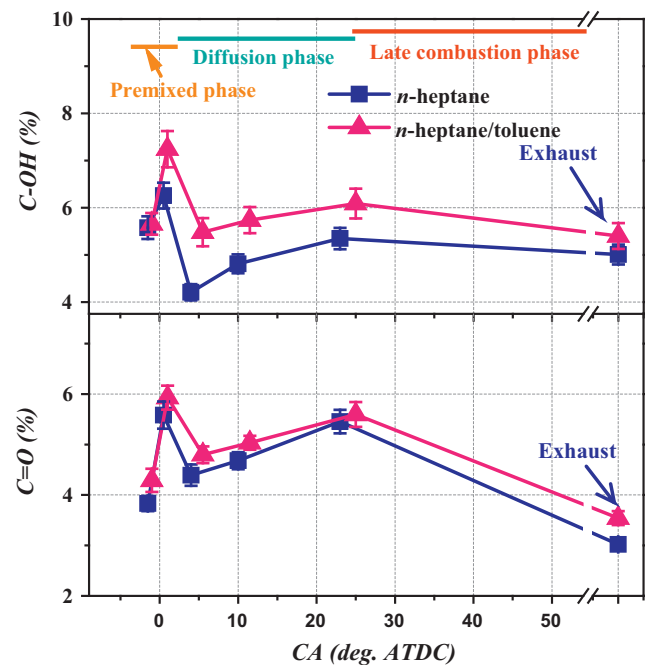 10
Diffusion phase
Late combustion phase
Premixed phase
n-heptane
n-heptane/toluene
8
C-OH (%)
Exhaust
6
4
6
C=O (%)
Exhaust
4
2
0 10 20 30 40 50
CA (deg. ATDC)